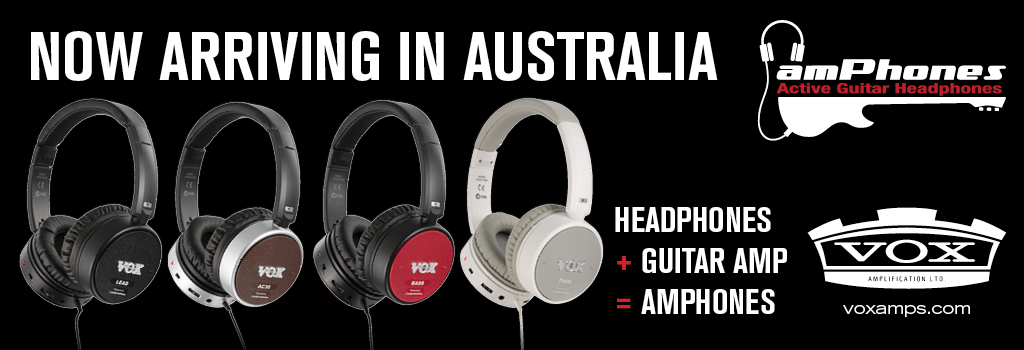 NOW ARRIVING IN AUSTRALIA
amPhones
Active Guitar Headphones
VOX
LEAD
VOX
AC30
VOX
BASS
VOX
HEADPHONES
+ GUITAR AMP
= AMPHONES
VOX
AMPLIFICATION LTD.
voxamps.com